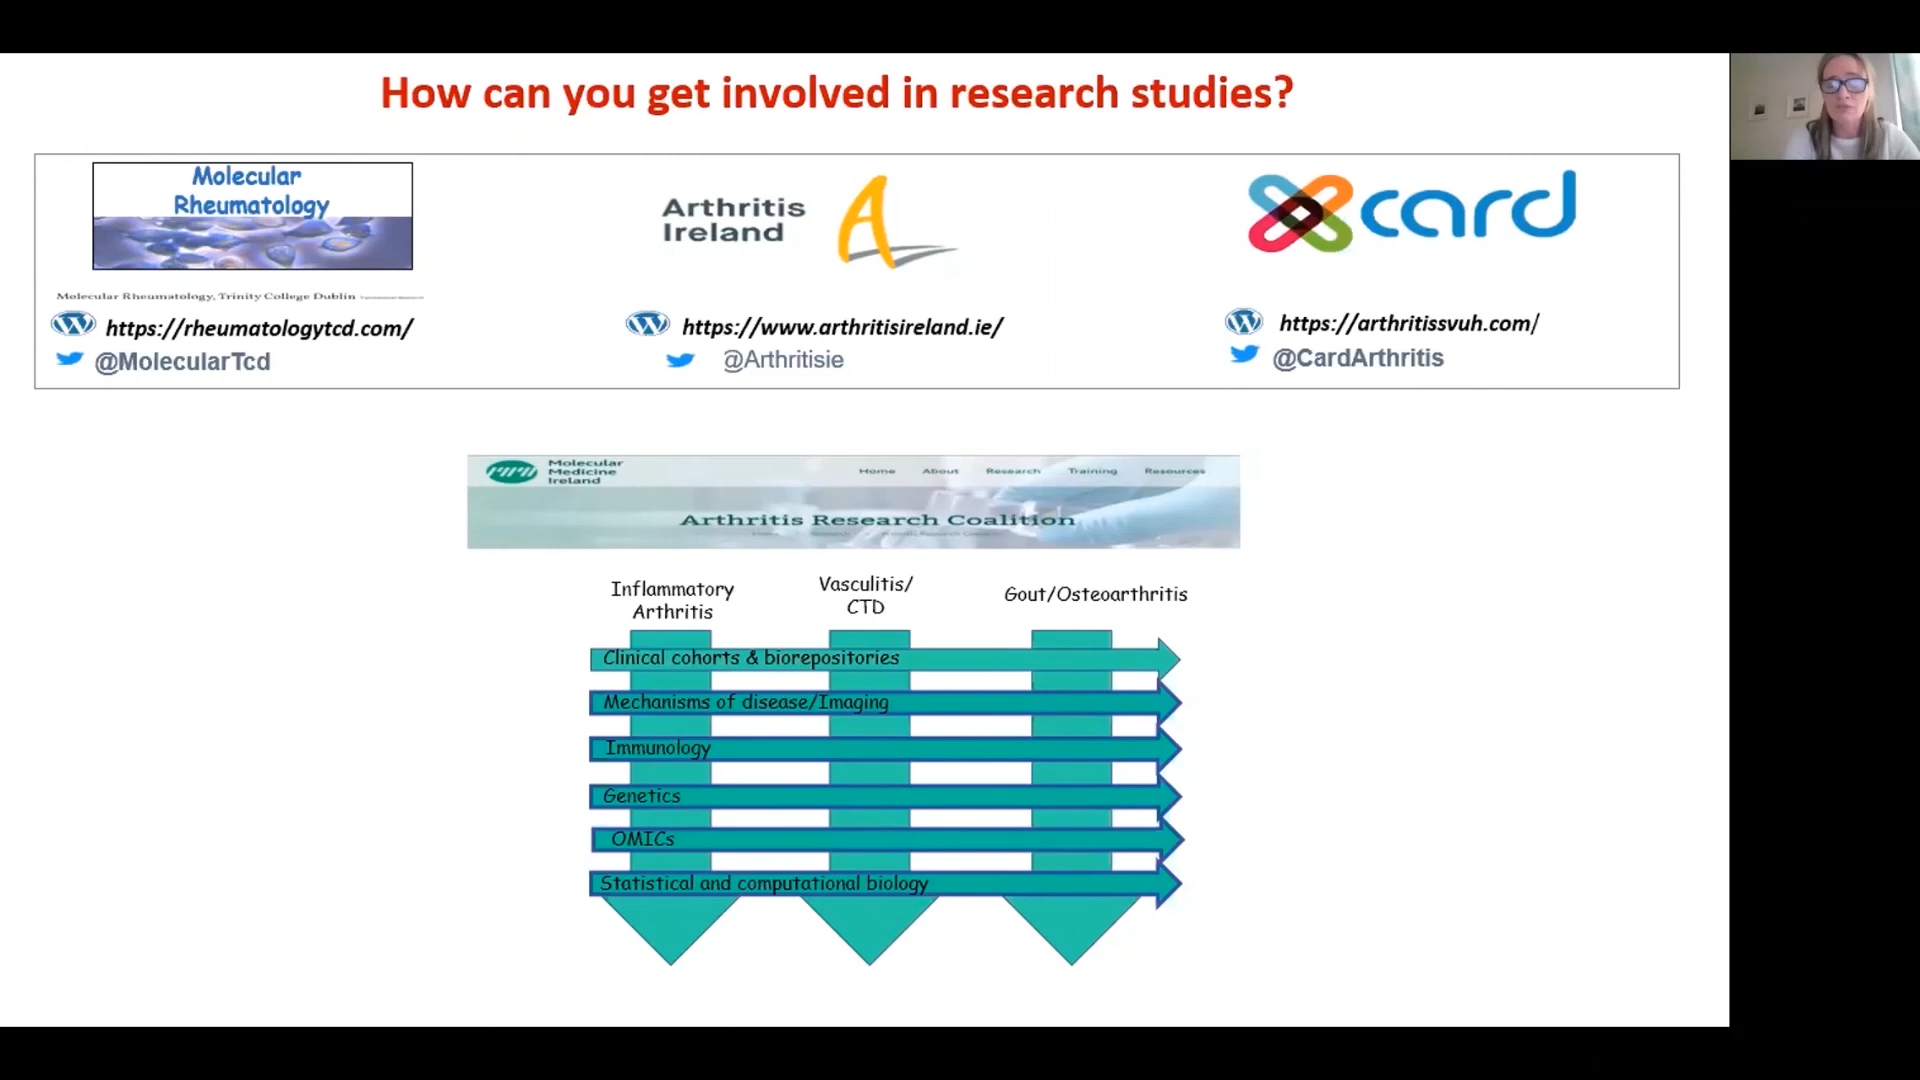 How can you get involved in research studies?
Molecular
Rheumatology
Molecular Rheumatology, Trinity College Dublin
https://rheumatologytcd.com/
@MolecularTcd
Arthritis
Ireland
https://www.arthritisireland.ie/
@Arthritisie
card
https://arthritissvuh.com/
@CardArthritis
Molecular
Medicine
Ireland
Home About Research Training Resources
Arthritis Research Coalition
Inflammatory
Arthritis
Vasculitis/
CTD
Gout/Osteoarthritis
Clinical cohorts & biorepositories
Mechanisms of disease/Imaging
Immunology
Genetics
OMICs
Statistical and computational biology